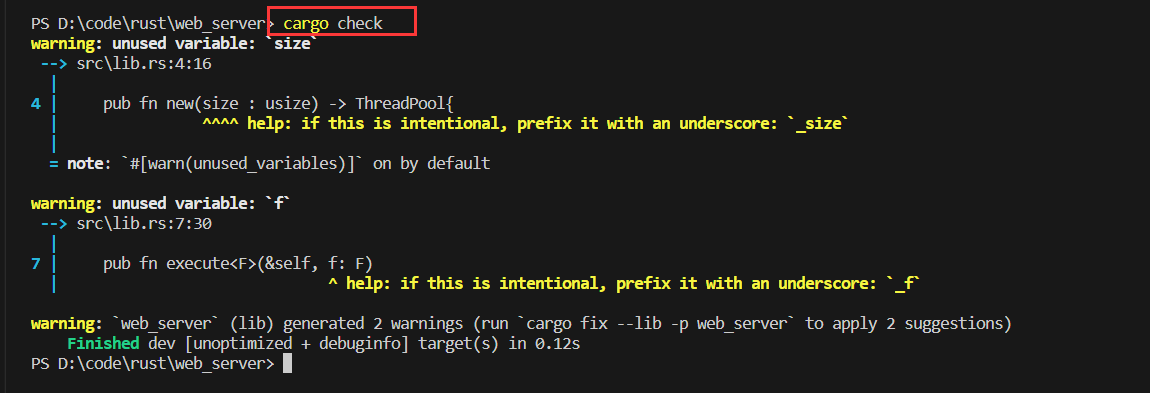 PS D:\code\rust\web_server> cargo check
warning: unused variable: `size`
 --> src\lib.rs:4:16
  |
4 |     pub fn new(size : usize) -> ThreadPool{
  |                ^^^^ help: if this is intentional, prefix it with an underscore: `_size`
  |
  = note: `#[warn(unused_variables)]` on by default

warning: unused variable: `f`
 --> src\lib.rs:7:30
  |
7 |     pub fn execute<F>(&self, f: F)
  |                              ^ help: if this is intentional, prefix it with an underscore: `_f`

warning: `web_server` (lib) generated 2 warnings (run `cargo fix --lib -p web_server` to apply 2 suggestions)
    Finished dev [unoptimized + debuginfo] target(s) in 0.12s
PS D:\code\rust\web_server>